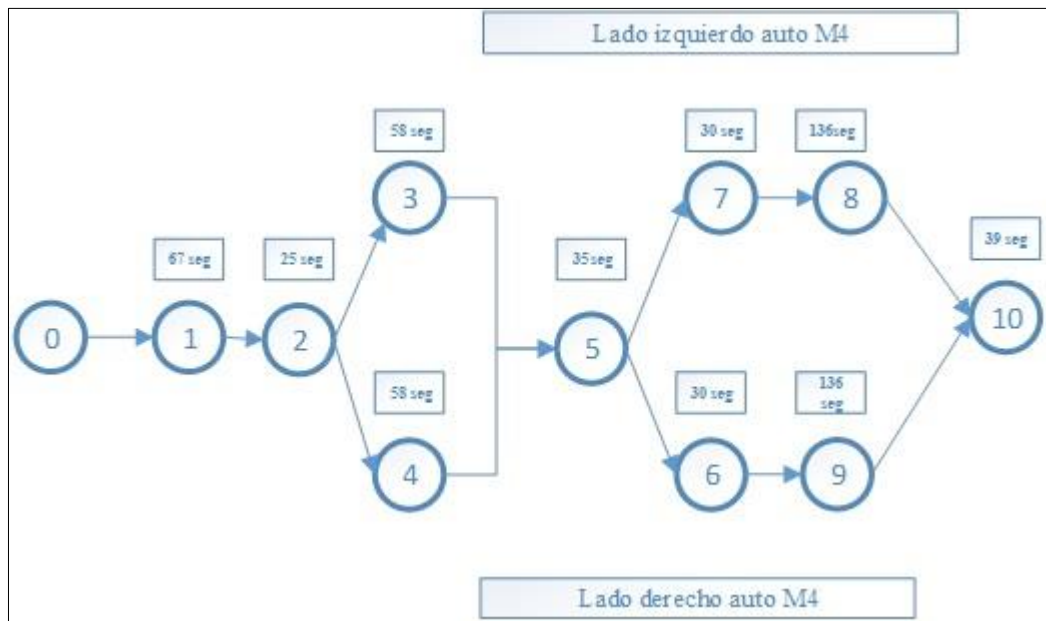 Lado izquierdo auto M4
58 seg
30 seg
136seg
3
7
8
67 seg
25 seg
35seg
39 seg
0
1
2
5
10
58 seg
30 seg
136
seg
4
6
9
Lado derecho auto M4